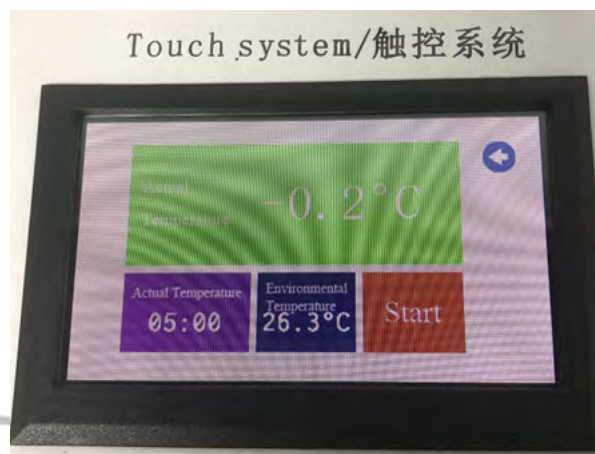 Touch system/触控系统
Actual
Temperature
-0.2°C
Actual Temperature
05:00
Environmental
Temperature
26.3°C
Start